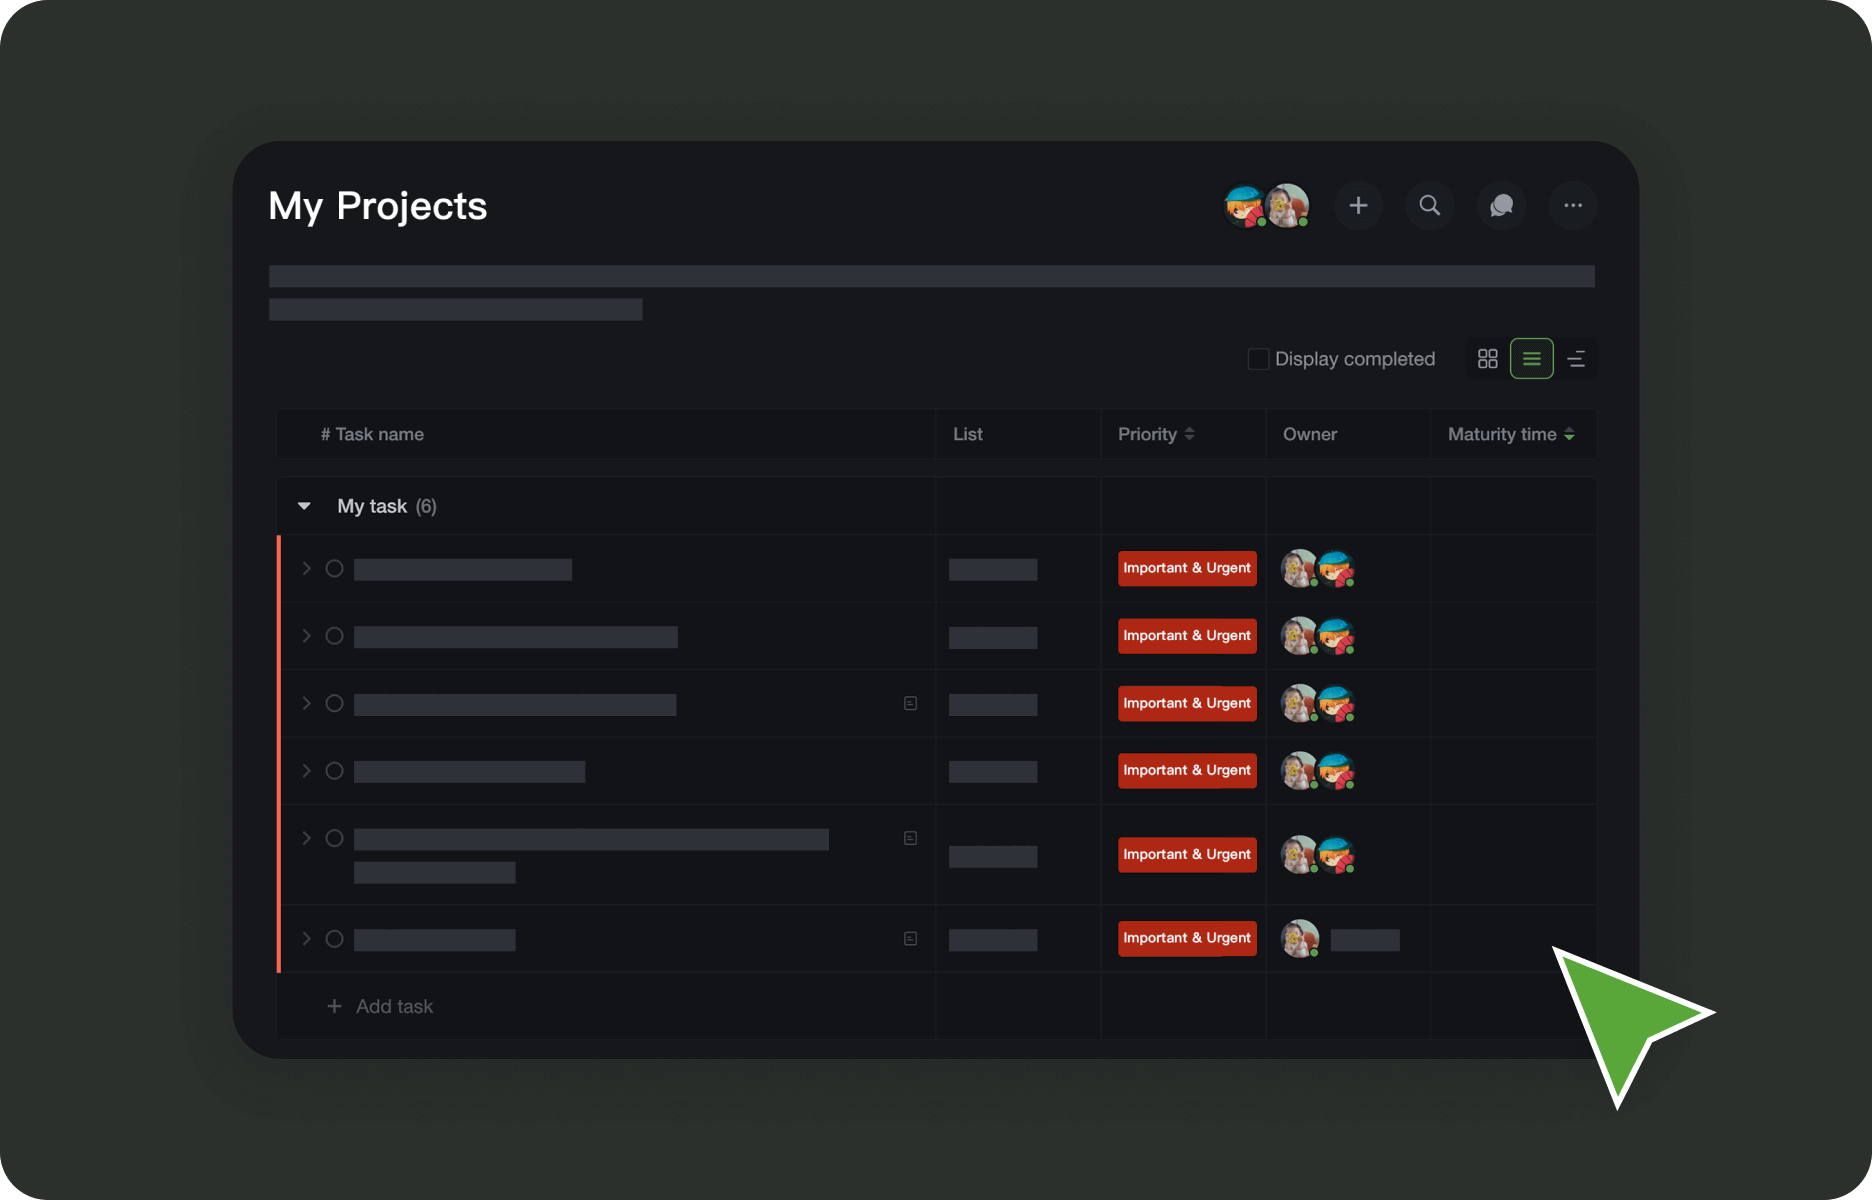 My Projects
Display completed
# Task name List Priority Owner Maturity time
My task (6)
Important & Urgent
Important & Urgent
Important & Urgent
Important & Urgent
Important & Urgent
Important & Urgent
+ Add task